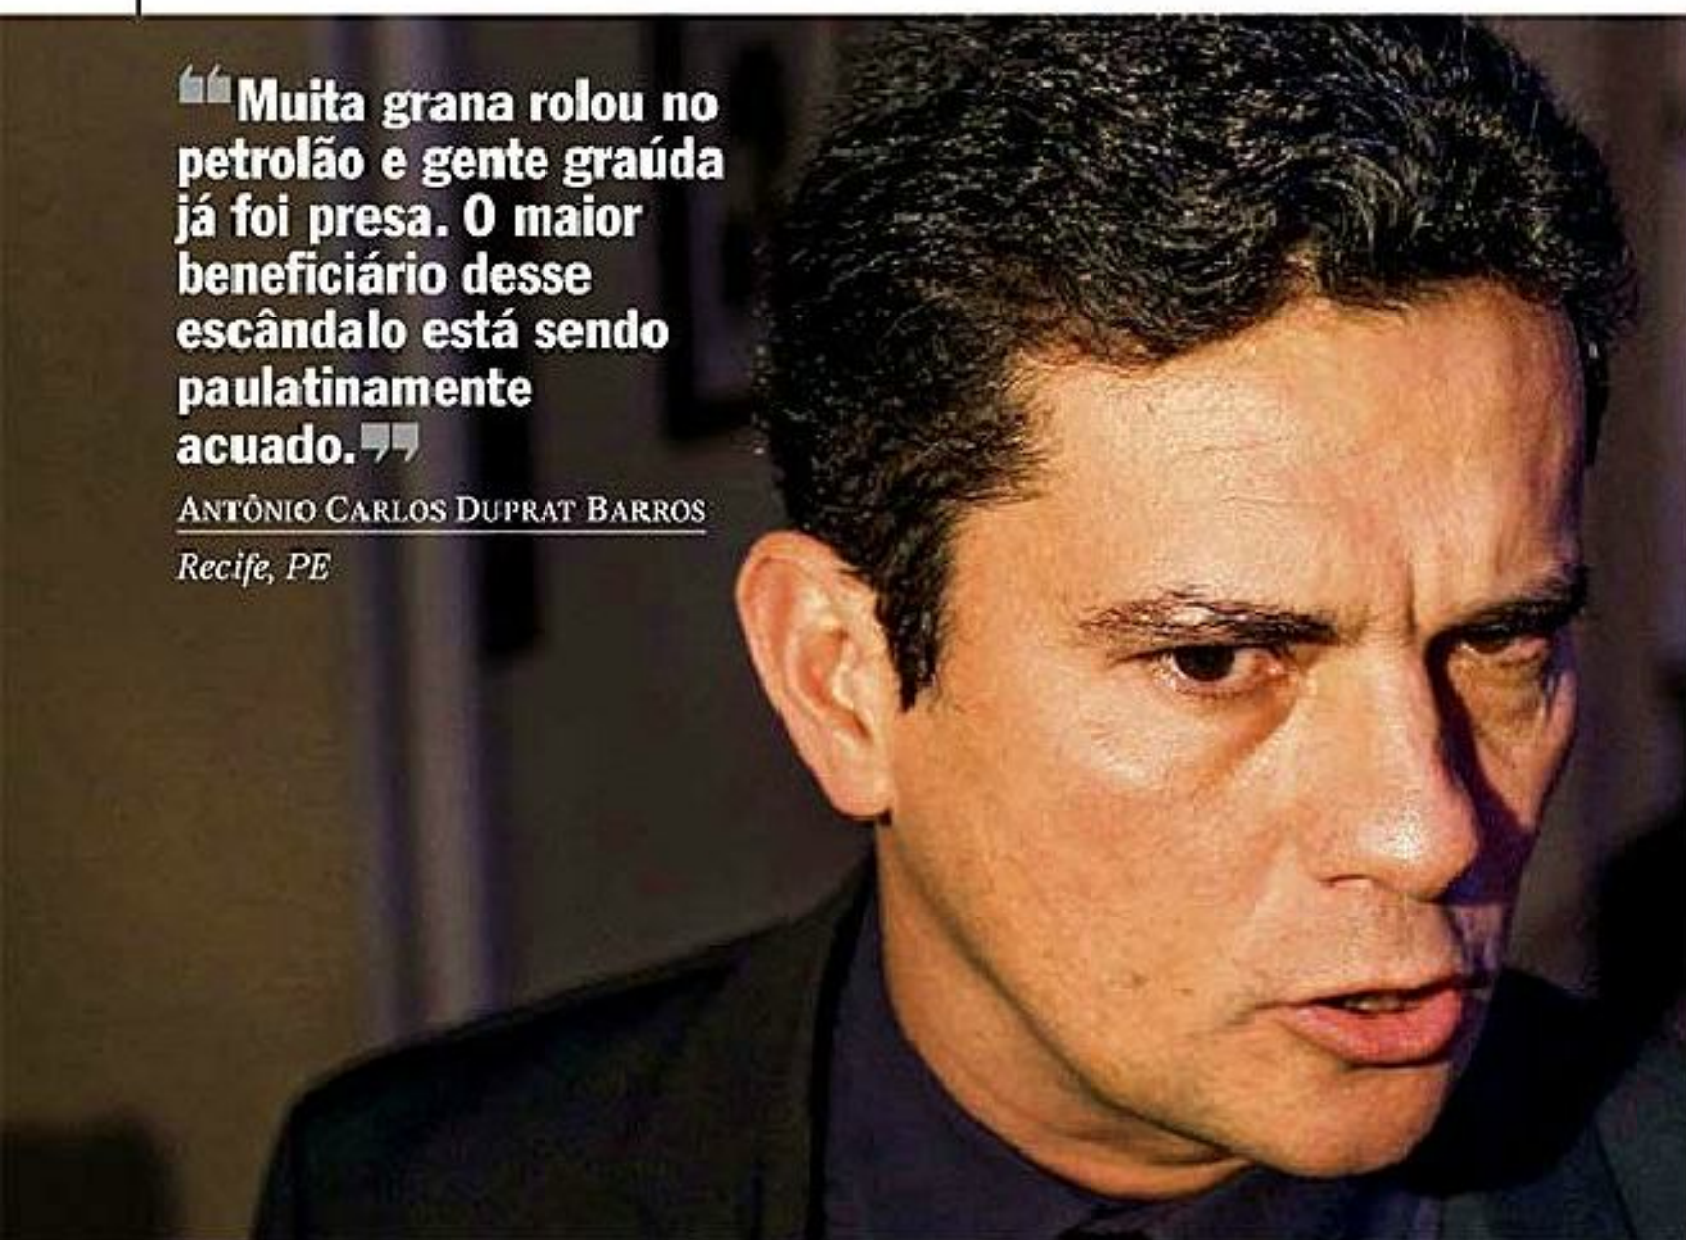 “Muita grana rolou no
petrolão e gente graúda
já foi presa. O maior
beneficiário desse
escândalo está sendo
paulatinamente
acuado.”
ANTÔNIO CARLOS DUPRAT BARROS
Recife, PE